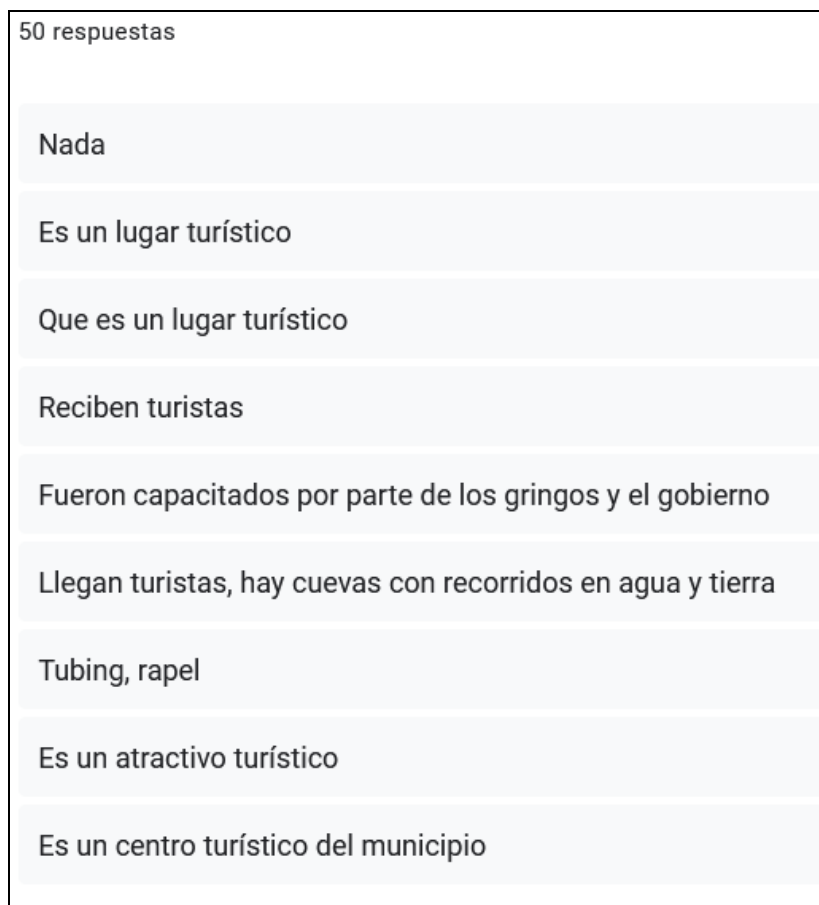 50 respuestas
Nada
Es un lugar turístico
Que es un lugar turístico
Reciben turistas
Fueron capacitados por parte de los gringos y el gobierno
Llegan turistas, hay cuevas con recorridos en agua y tierra
Tubing, rapel
Es un atractivo turístico
Es un centro turístico del municipio